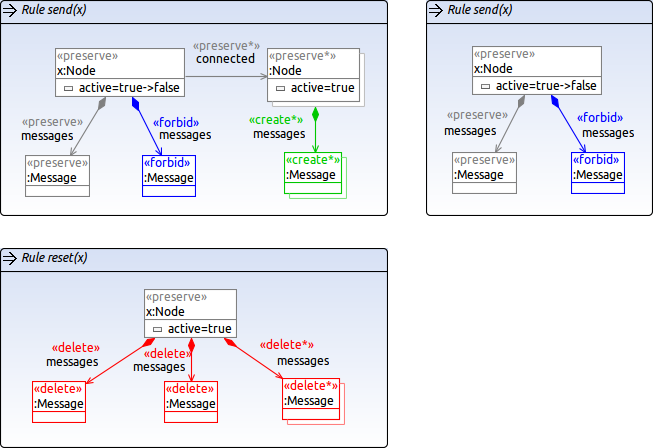 Rule send(x)
«preserve»
x:Node
active=true->false
«preserve*»
connected
«preserve*»
:Node
active=true
«preserve»
messages
«forbid»
messages
«create*»
messages
«preserve»
:Message
«forbid»
:Message
«create*»
:Message
Rule send(x)
«preserve»
x:Node
active=true->false
«preserve»
messages
«forbid»
messages
«preserve»
:Message
«forbid»
:Message
Rule reset(x)
«preserve»
x:Node
active=true
«delete»
messages
«delete»
messages
«delete*»
messages
«delete»
:Message
«delete»
:Message
«delete*»
:Message